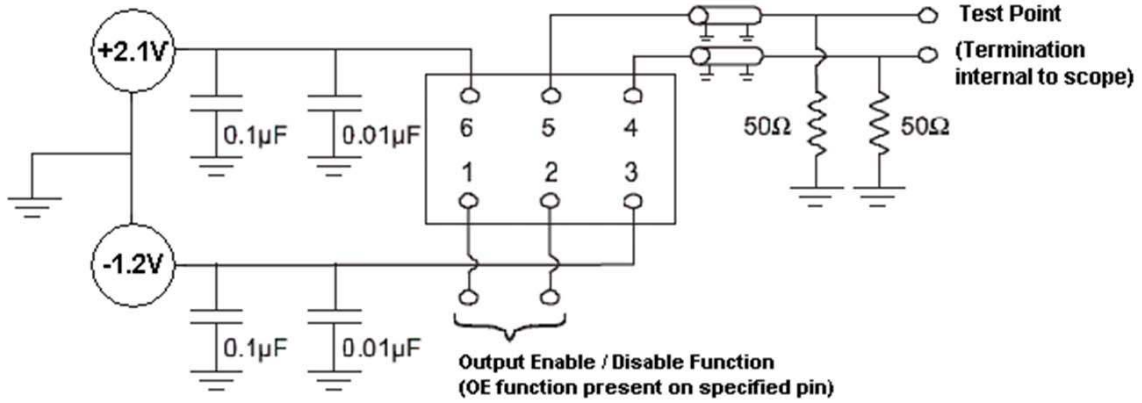 +2.1V
Test Point
(Termination
internal to scope)
0.1µF
0.01µF
6 5 4
50Ω
50Ω
1 2 3
-1.2V
0.1µF
0.01µF
Output Enable / Disable Function
(OE function present on specified pin)